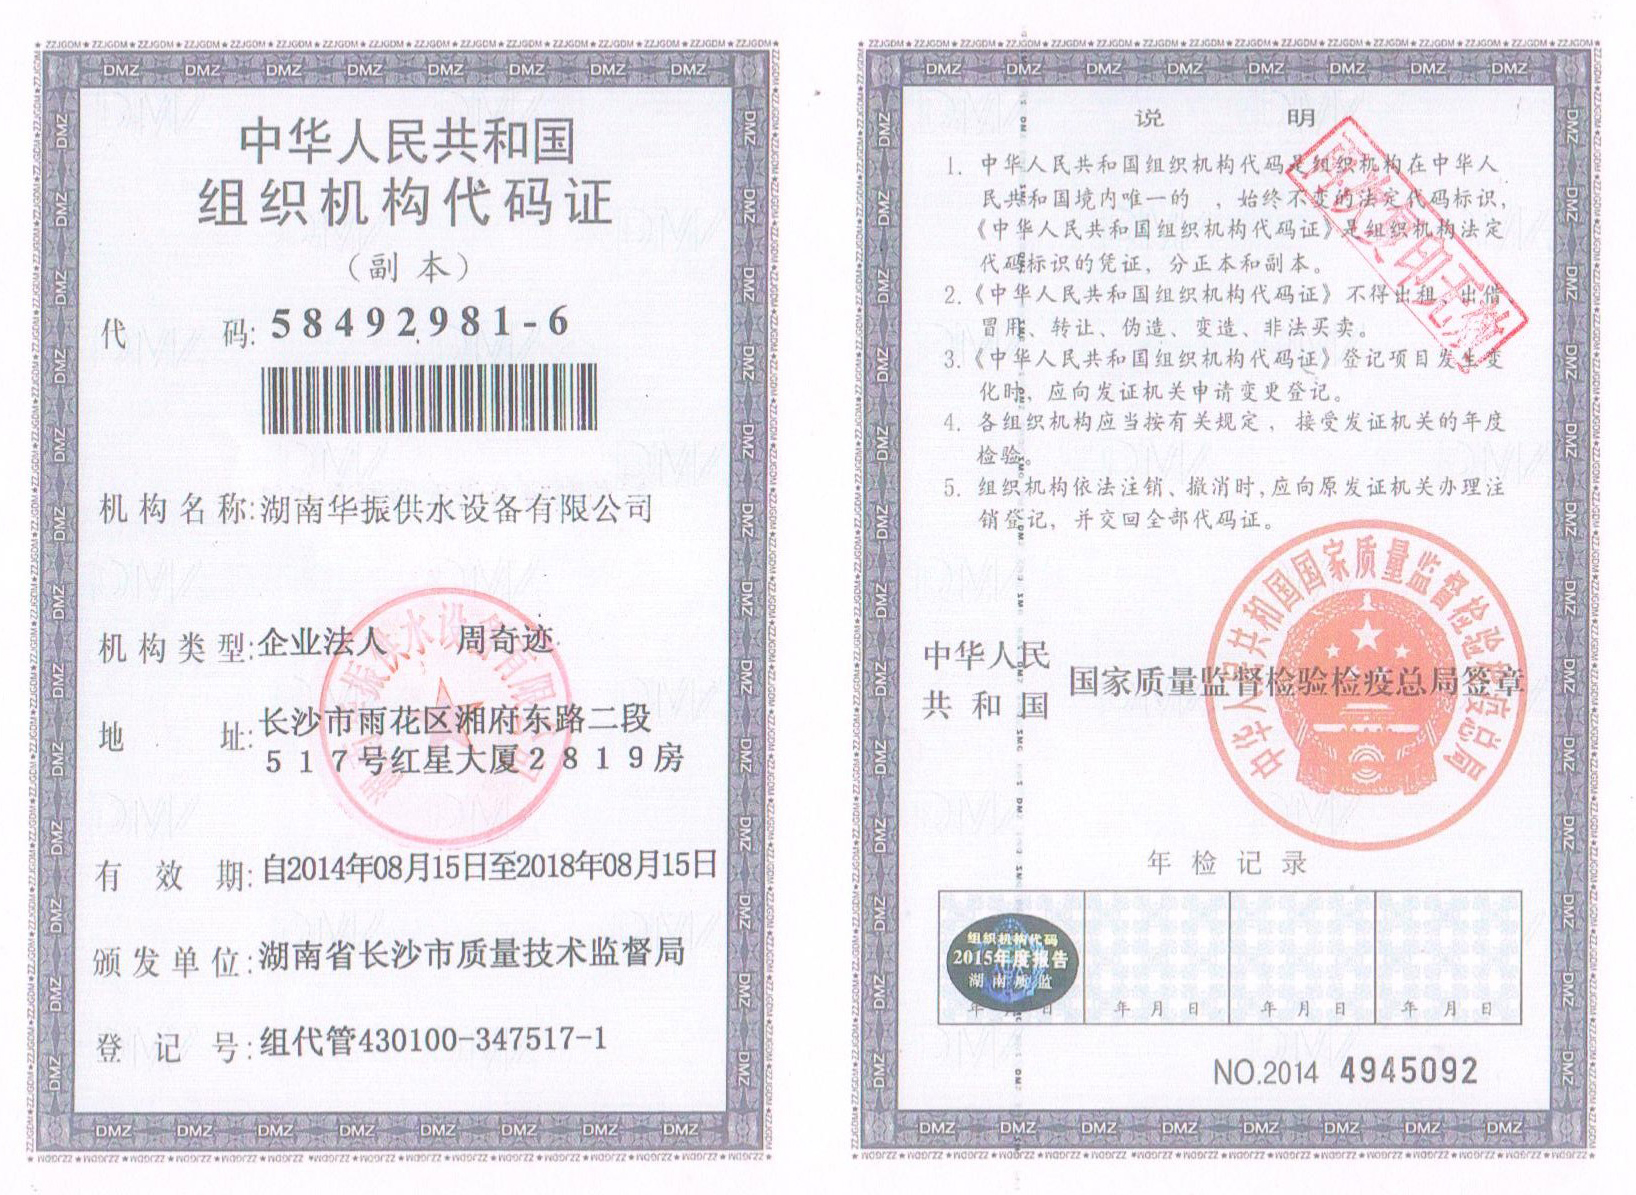 中华人民共和国
组织机构代码证
（副 本）
代 码: 58492981-6
机构名称: 湖南华振供水设备有限公司
机构类型: 企业法人 周奇迹
地 址: 长沙市雨花区湘府东路二段
517号红星大厦2819房
有 效 期: 自2014年08月15日至2018年08月15日
颁发单位: 湖南省长沙市质量技术监督局
登 记 号: 组代管430100-347517-1
说 明
1. 中华人民共和国组织机构代码是组织机构在中华人
民共和国境内唯一的 ，始终不变的法定代码标识，
《中华人民共和国组织机构代码证》是组织机构法定
代码标识的凭证，分正本和副本。
2.《中华人民共和国组织机构代码证》不得出租、出借
冒用、转让、伪造、变造、非法买卖。
3.《中华人民共和国组织机构代码证》登记项目发生变
化时，应向发证机关申请变更登记。
4. 各组织机构应当按有关规定，接受发证机关的年度
检验。
5. 组织机构依法注销、撤消时，应向原发证机关办理注
销登记，并交回全部代码证。
再次复印无效
中华人民
共和国
国家质量监督检验检疫总局签章
中华人民共和国国家质量监督检验检疫总局
年检记录
组织机构代码
2015年度报告
湖南质监
年 月 日
年 月 日
年 月 日
年 月 日
NO.2014 4945092